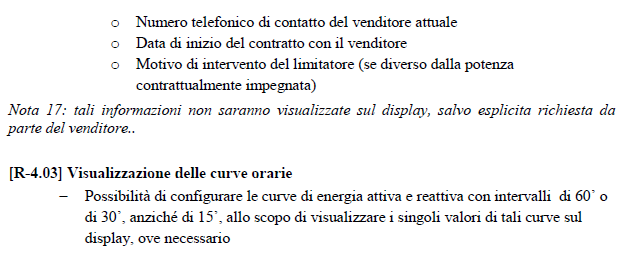 o Numero telefonico di contatto del venditore attuale
o Data di inizio del contratto con il venditore
o Motivo di intervento del limitatore (se diverso dalla potenza
contrattualmente impegnata)
Nota 17: tali informazioni non saranno visualizzate sul display, salvo esplicita richiesta da
parte del venditore..
[R-4.03] Visualizzazione delle curve orarie
– Possibilità di configurare le curve di energia attiva e reattiva con intervalli di 60’ o
di 30’, anziché di 15’, allo scopo di visualizzare i singoli valori di tali curve sul
display, ove necessario